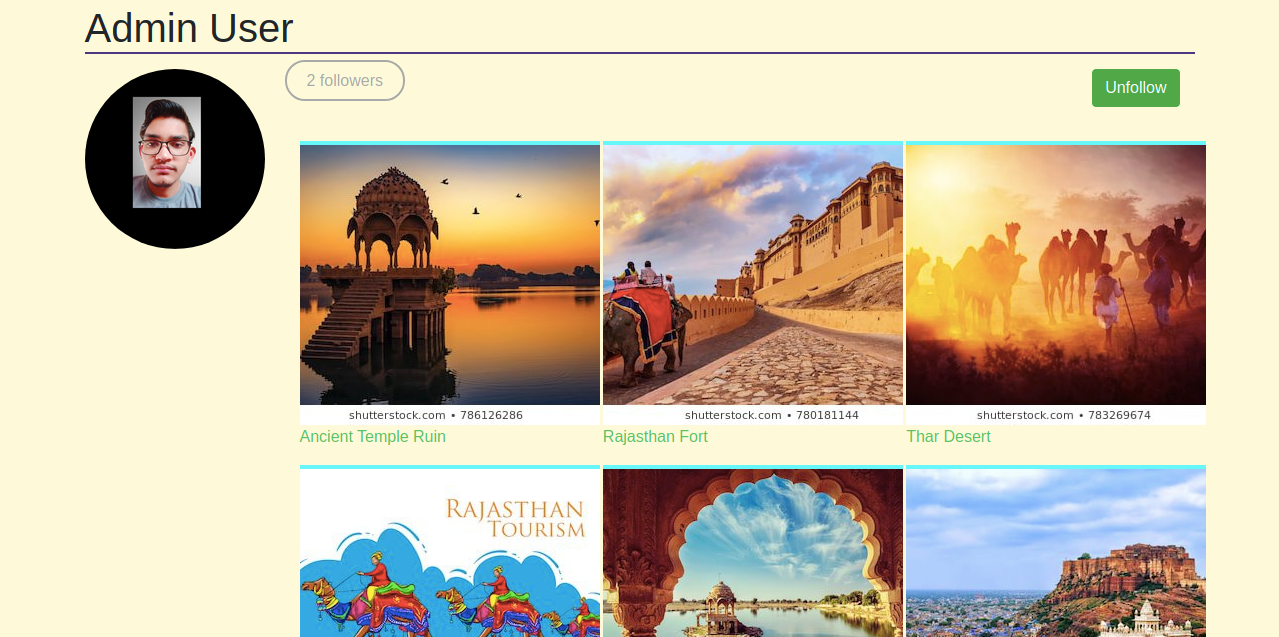 Admin User
2 followers
Unfollow
shutterstock.com • 786126286
shutterstock.com • 780181144
shutterstock.com • 783269674
Ancient Temple Ruin
Rajasthan Fort
Thar Desert
RAJASTHAN
TOURISM